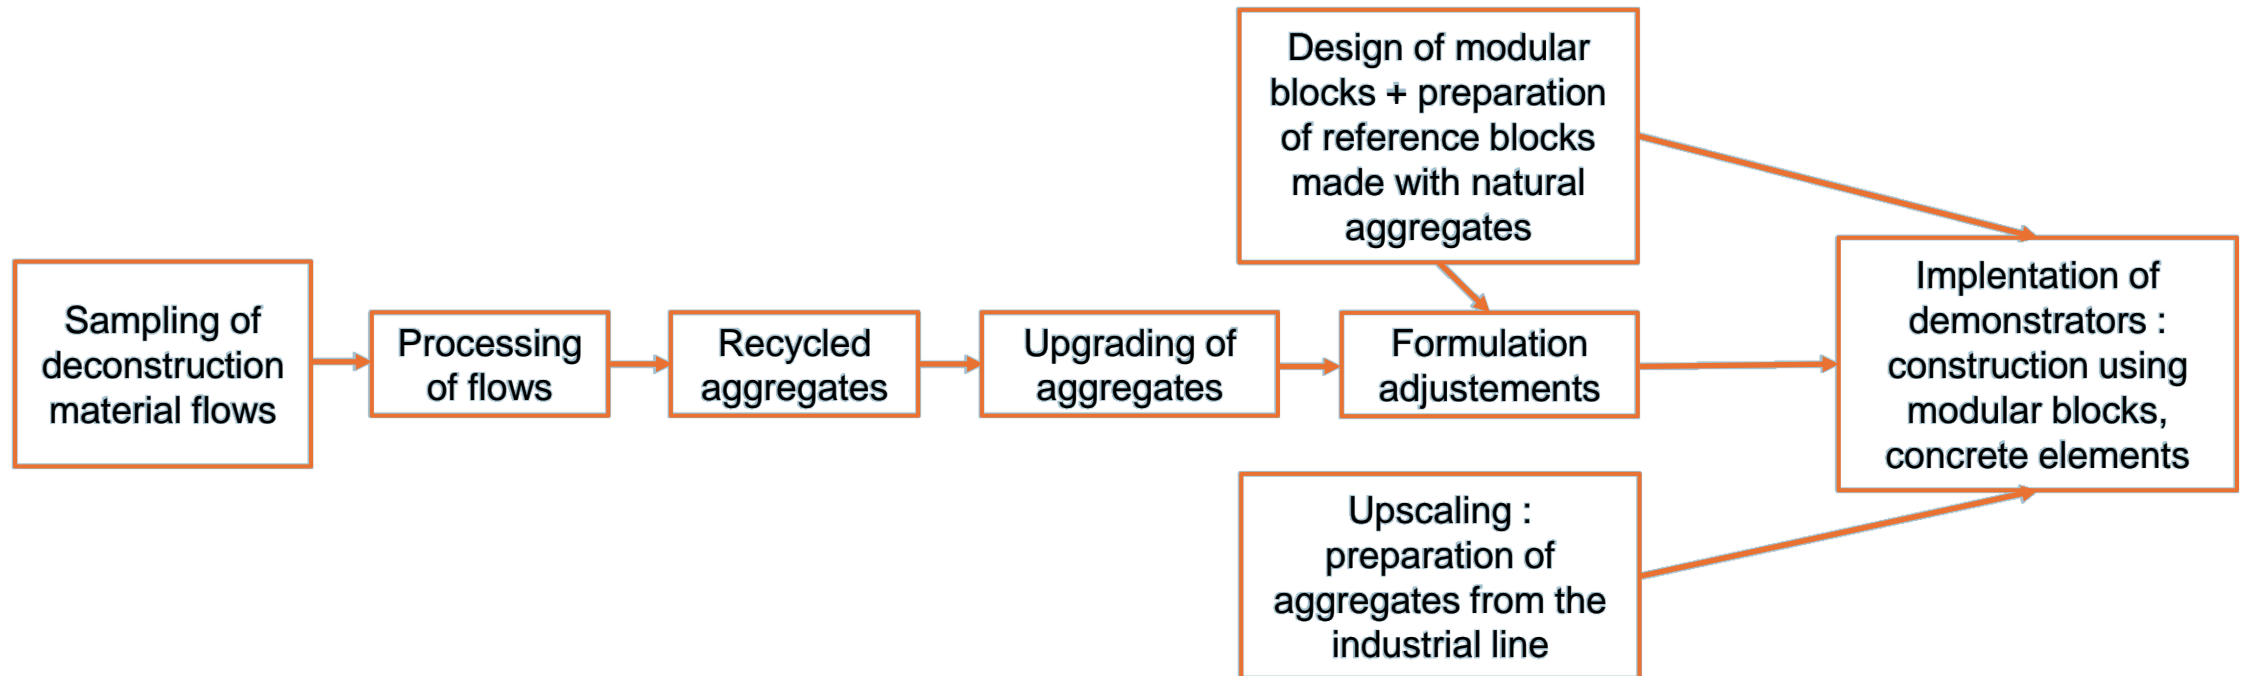 Sampling of
deconstruction
material flows
Processing
of flows
Recycled
aggregates
Upgrading of
aggregates
Design of modular
blocks + preparation
of reference blocks
made with natural
aggregates
Formulation
adjustements
Upscaling :
preparation of
aggregates from the
industrial line
Implentation of
demonstrators :
construction using
modular blocks,
concrete elements